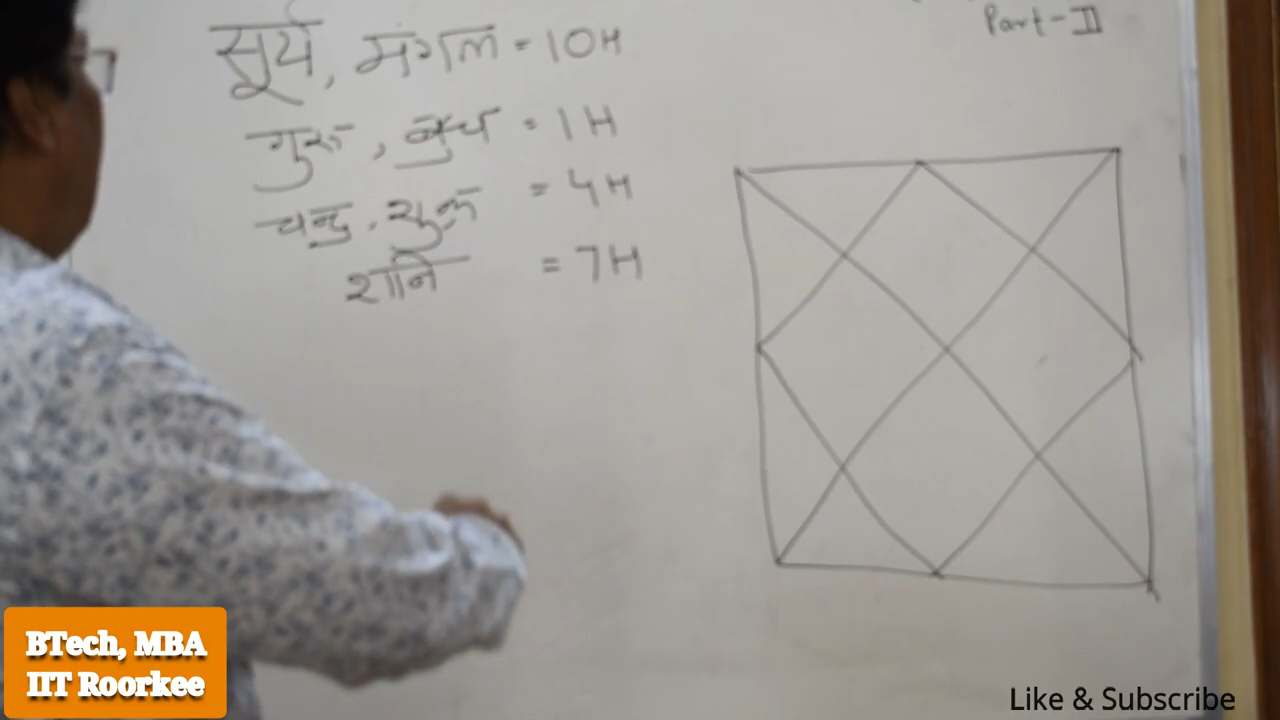 Part-II
सूर्य, मंगल = 10H
गुरु, बुध = 1H
चन्द्र, शुक्र = 4H
शनि = 7H
BTech, MBA
IIT Roorkee
Like & Subscribe